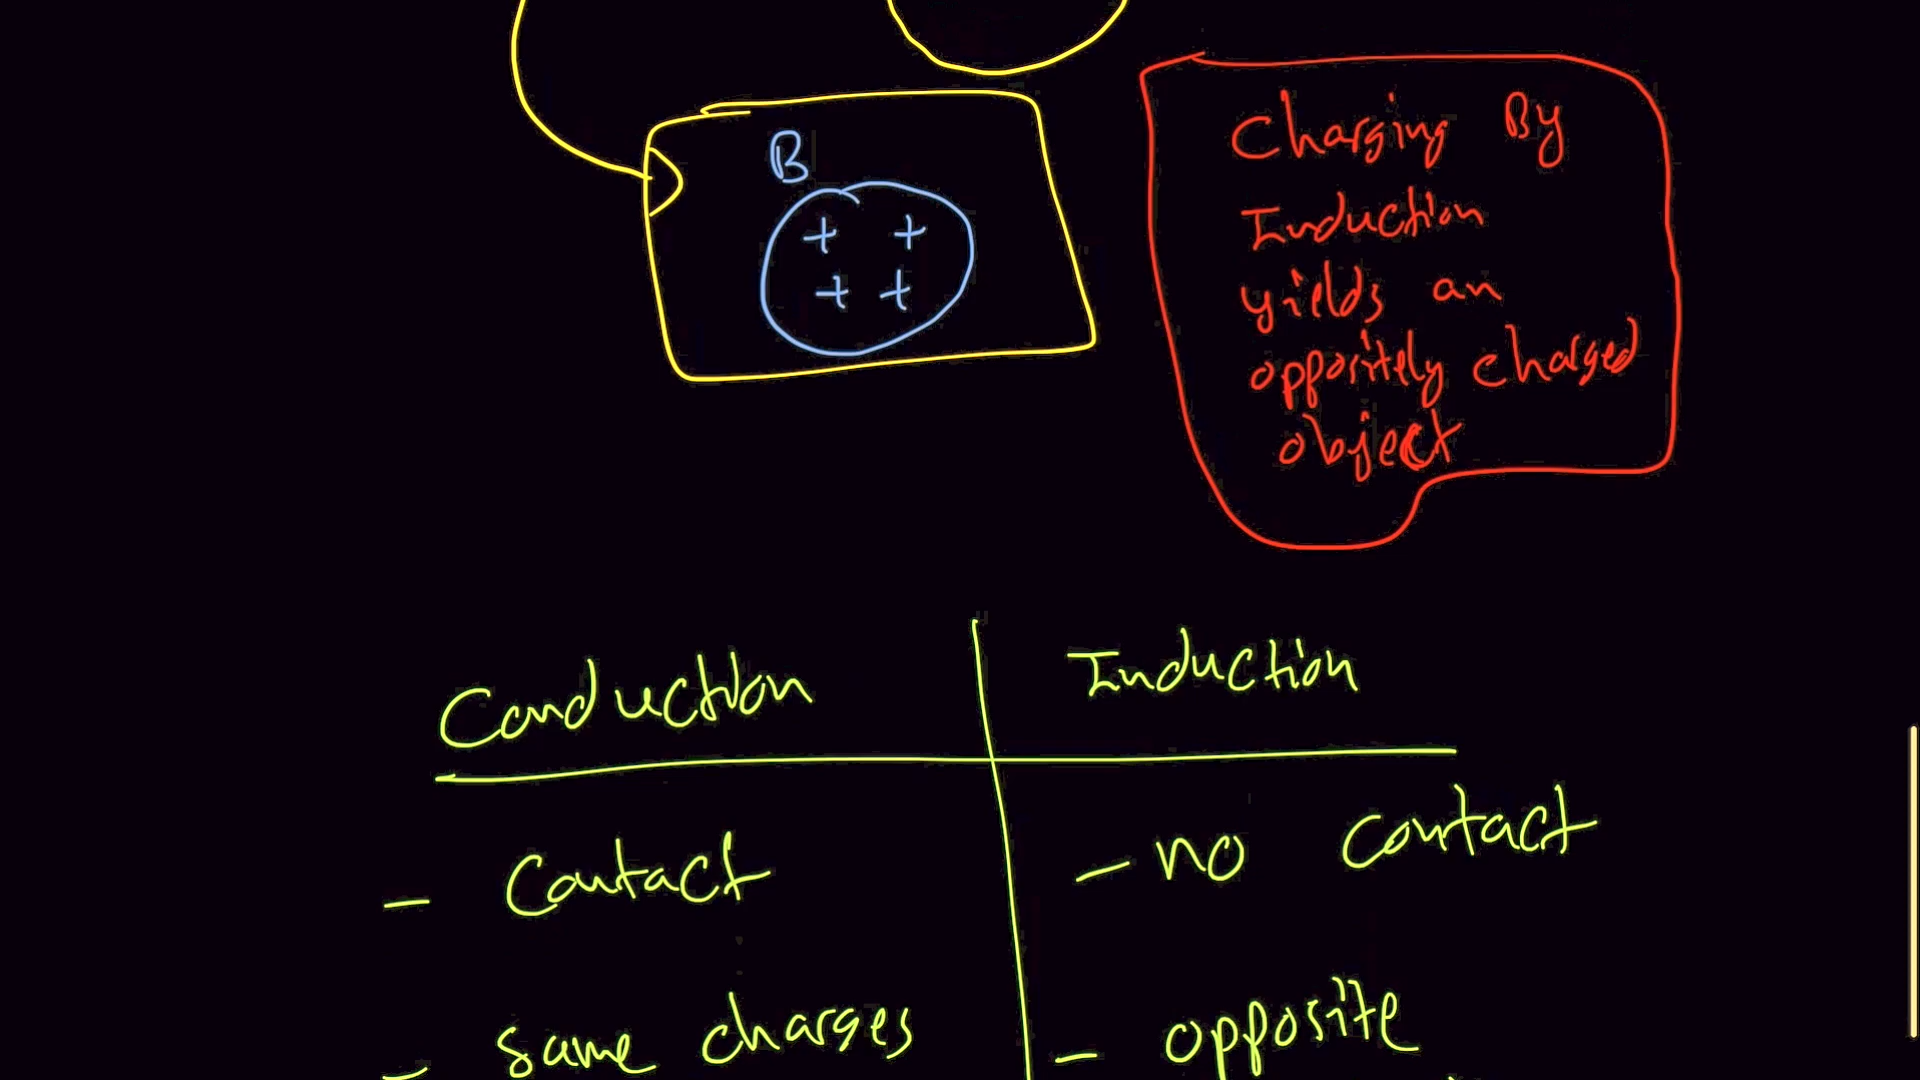 B
+ +
+ +
Charging By
Induction
yields an
oppositely charged
object
Conduction Induction
- Contact - no contact
- same charges - opposite